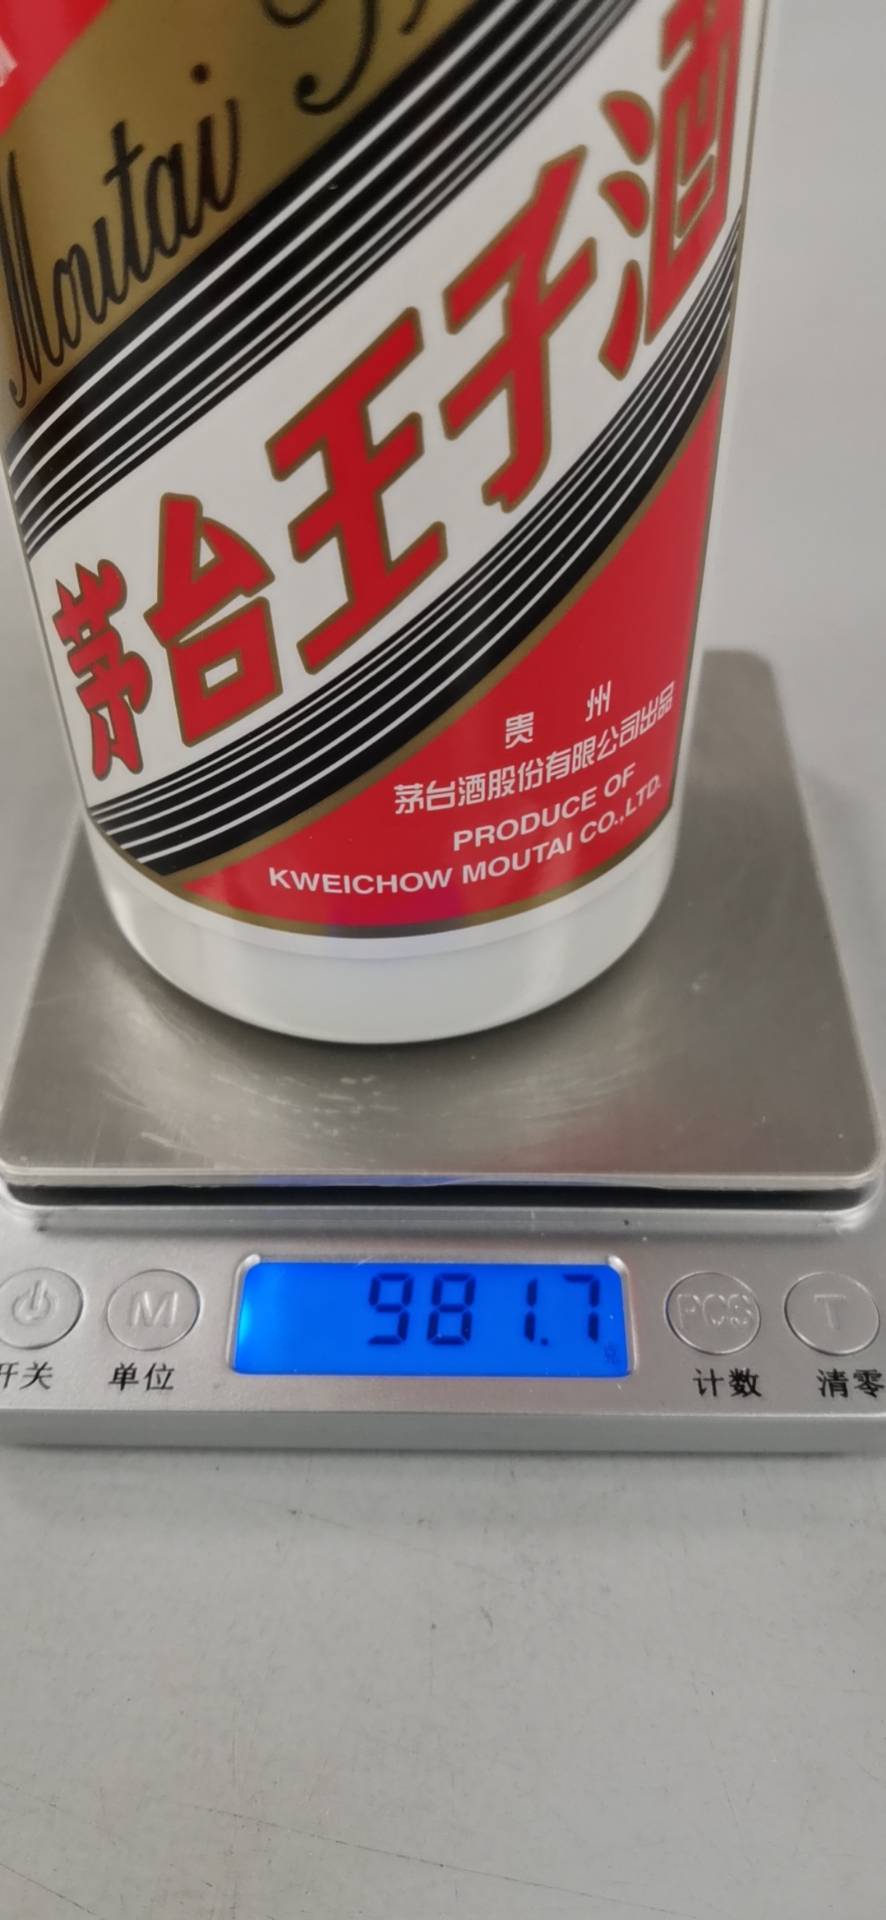 Moutai
茅台王子酒
贵 州
茅台酒股份有限公司出品
PRODUCE OF
KWEICHOW MOUTAI CO.,LTD.
981.7
克
M
PCS
T
开关
单位
计数
清零